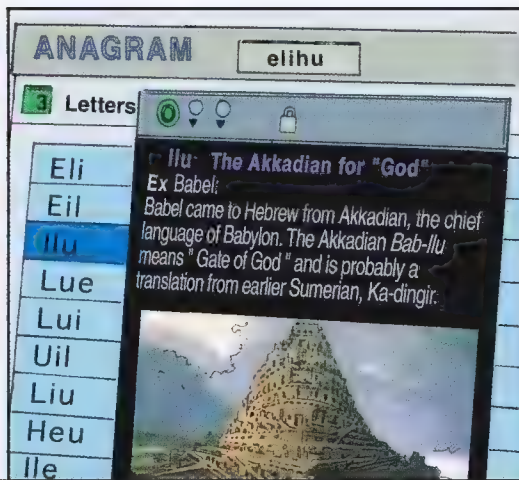 ANAGRAM
elihu
3 Letters
Eli
Eil
Ilu
Lue
Lui
Uil
Liu
Heu
Ile
Ilu The Akkadian for "God"
Ex Babel:
Babel came to Hebrew from Akkadian, the chief
language of Babylon. The Akkadian Bab-Ilu
means " Gate of God " and is probably a
translation from earlier Sumerian, Ka-dingir.